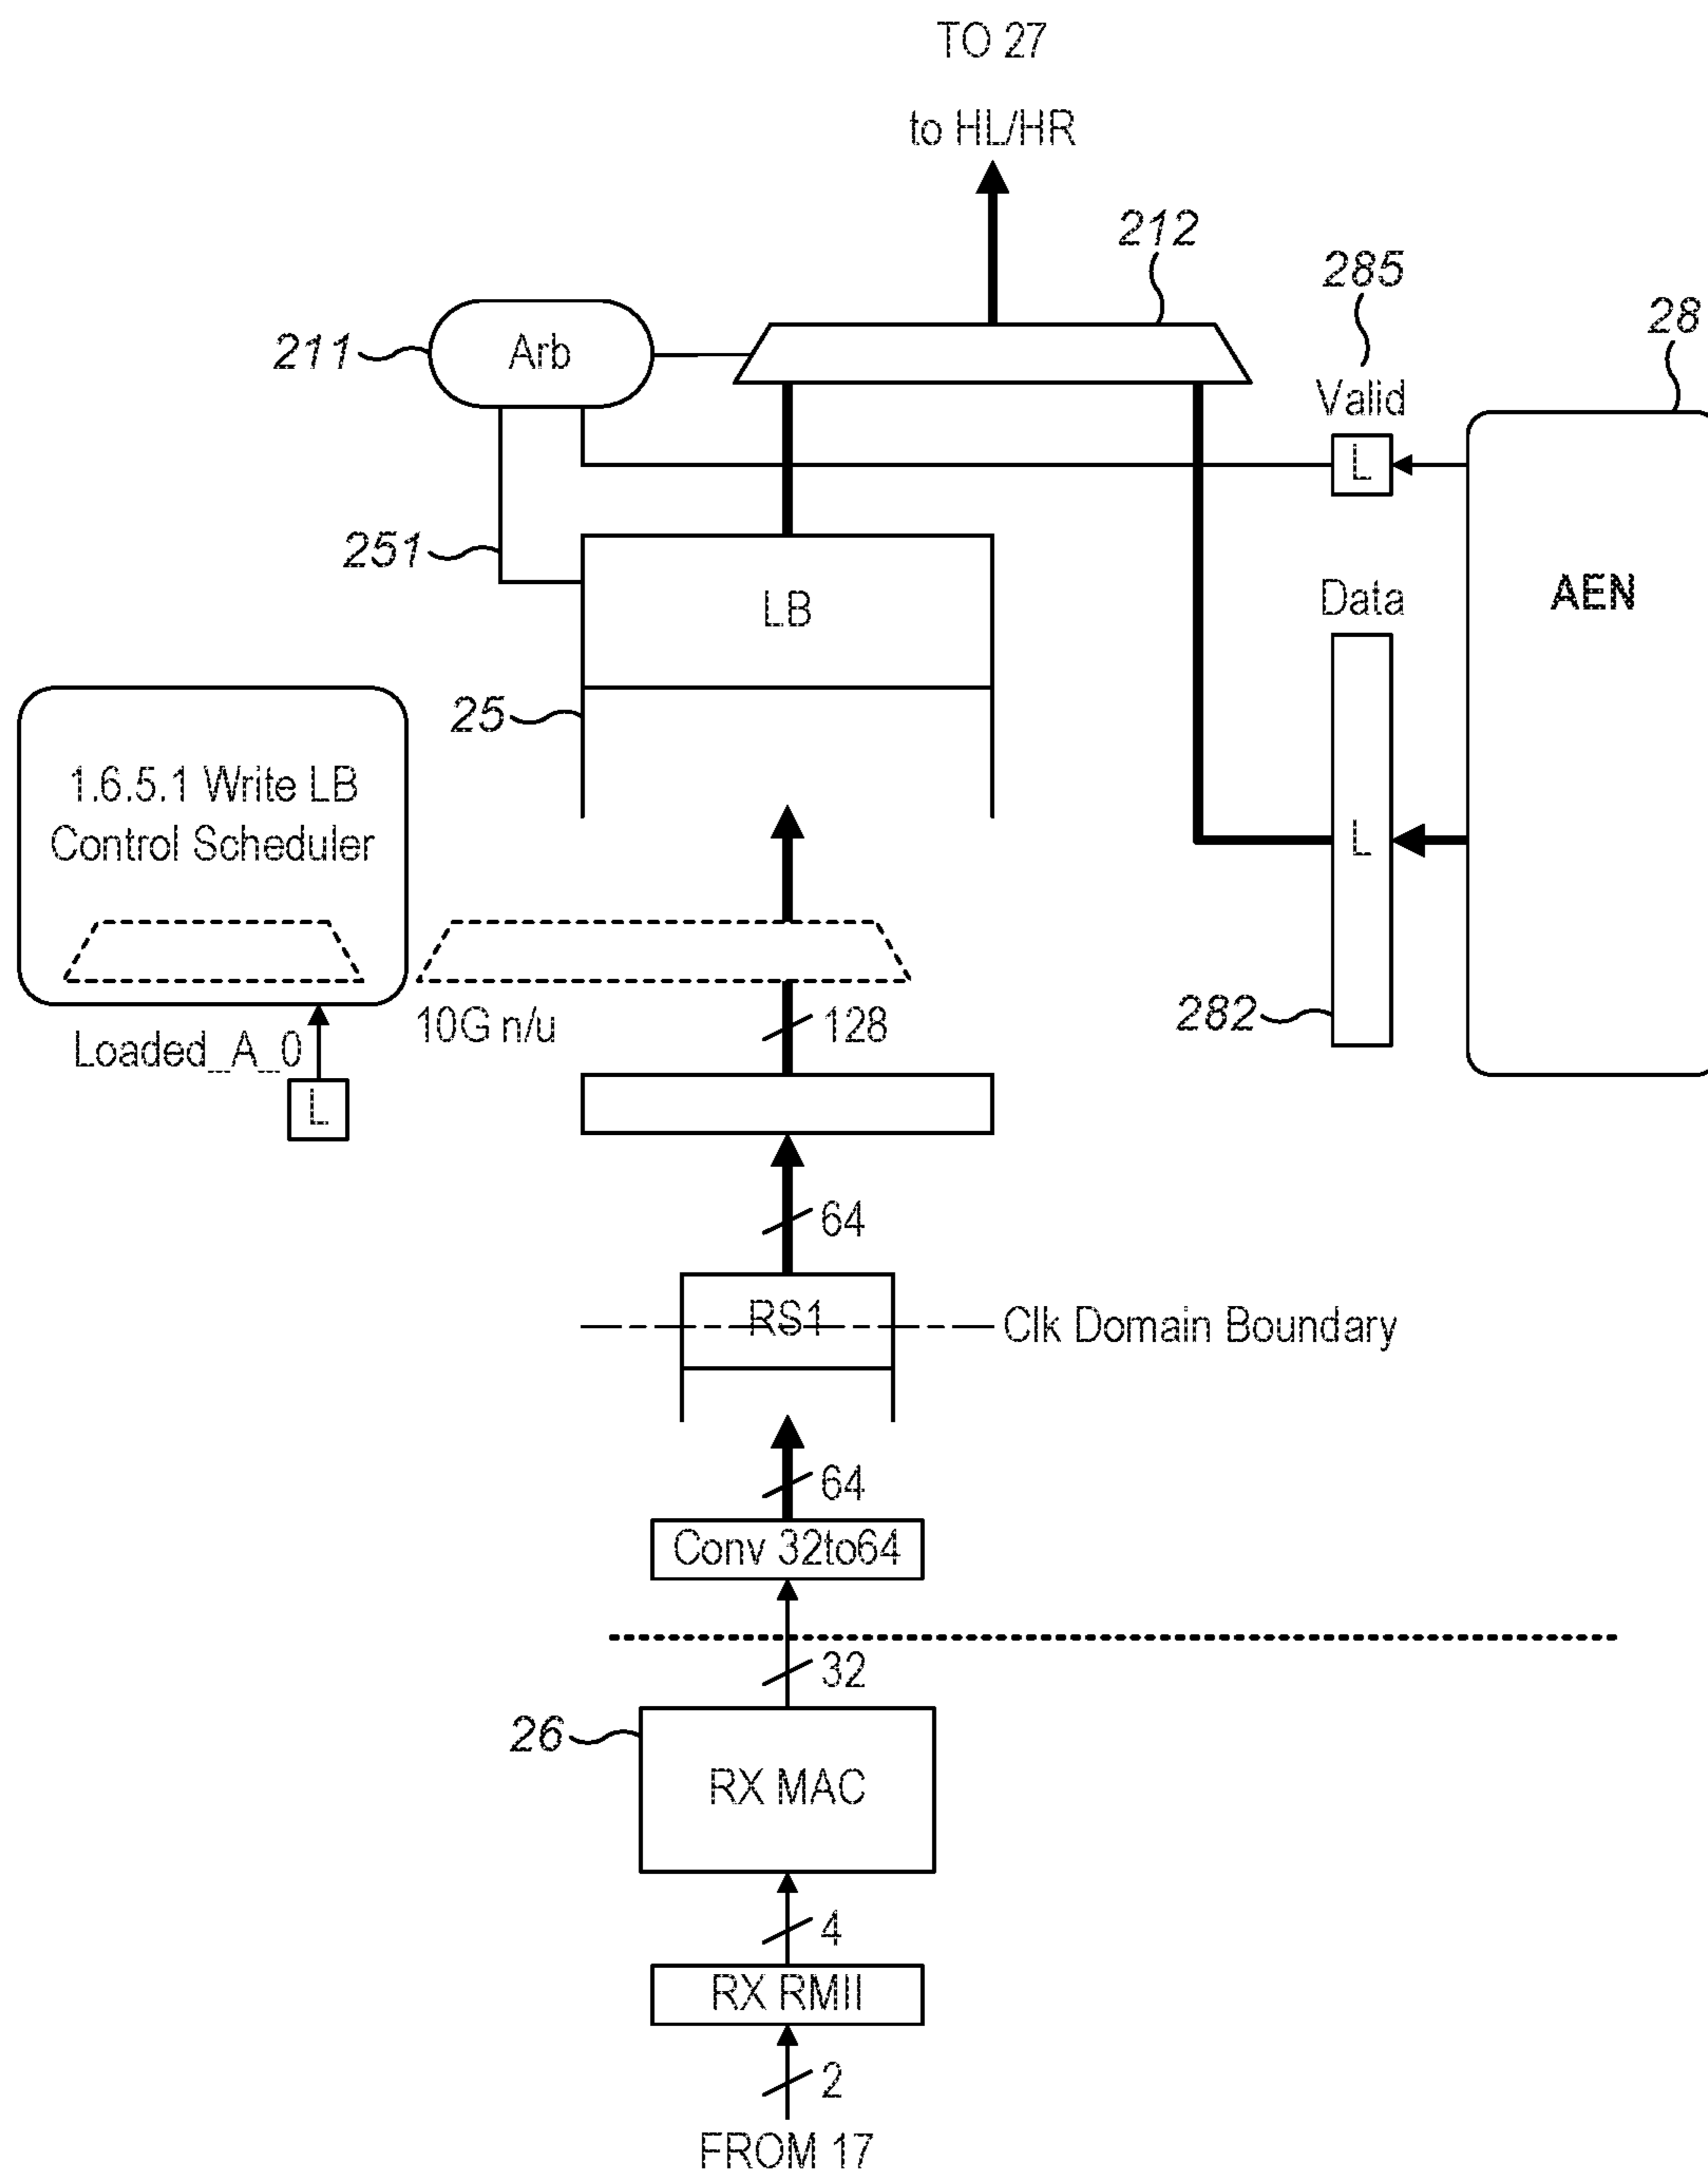 TO 27
to HL/HR
212
285
28
211
Arb
Valid
L
251
LB
Data
AEN
25
1.6.5.1 Write LB
Control Scheduler
L
282
10G n/u
128
Loaded_A_0
L
64
RS1
Clk Domain Boundary
64
Conv 32to64
32
26
RX MAC
4
RX RMII
2
FROM 17